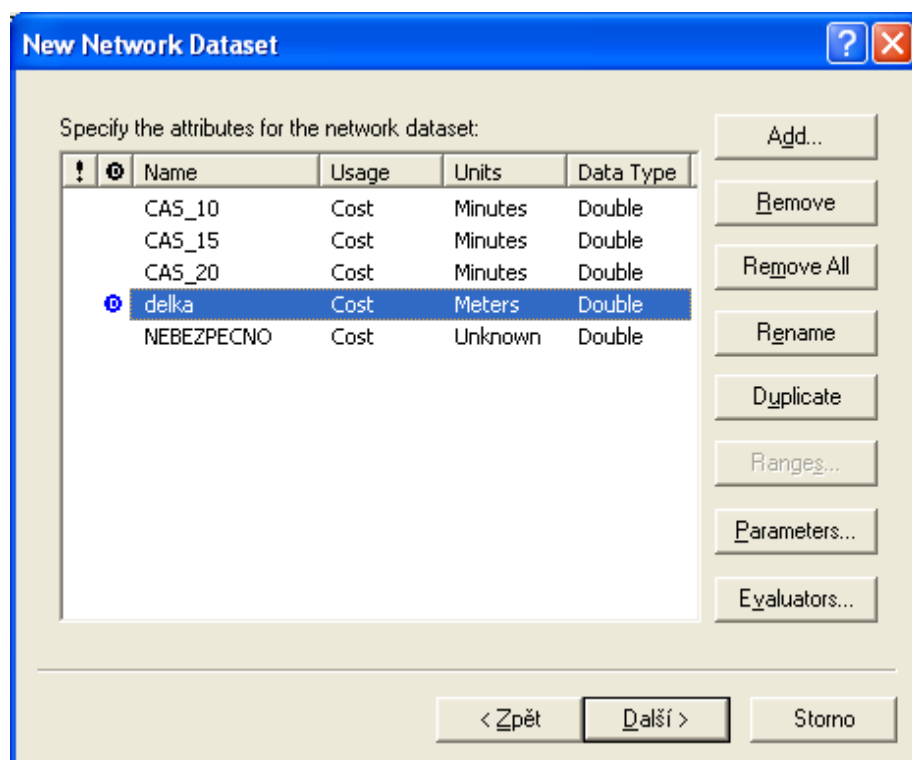 New Network Dataset
Specify the attributes for the network dataset:
! D Name Usage Units Data Type
CAS_10 Cost Minutes Double
CAS_15 Cost Minutes Double
CAS_20 Cost Minutes Double
D delka Cost Meters Double
NEBEZPECNO Cost Unknown Double
Add...
Remove
Remove All
Rename
Duplicate
Ranges...
Parameters...
Evaluators...
< Zpět Další > Storno